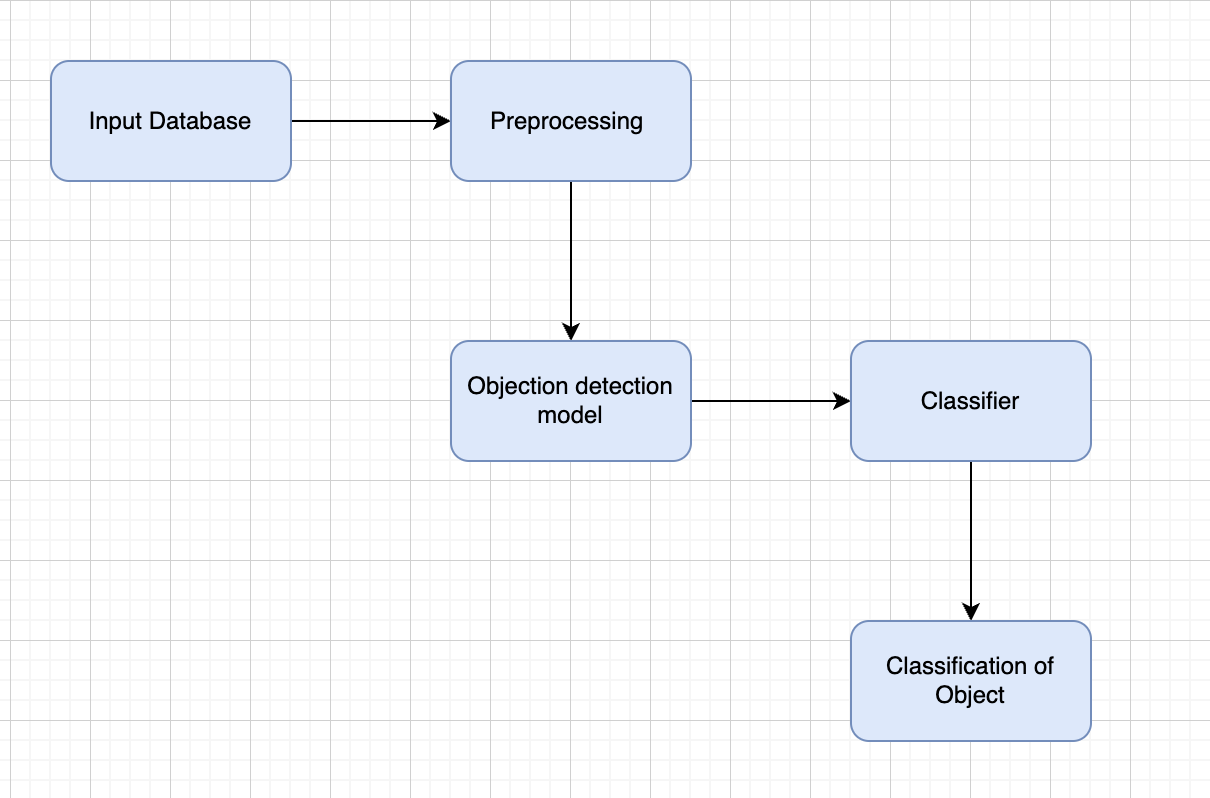 Input Database
Preprocessing
Objection detection
model
Classifier
Classification of
Object